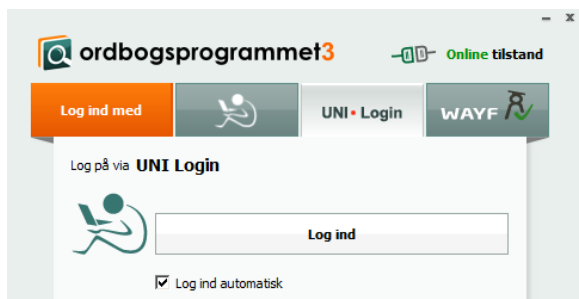 ordbogsprogrammet3
Online tilstand
Log ind med
UNI•Login
WAYF
Log på via UNI Login
Log ind
Log ind automatisk